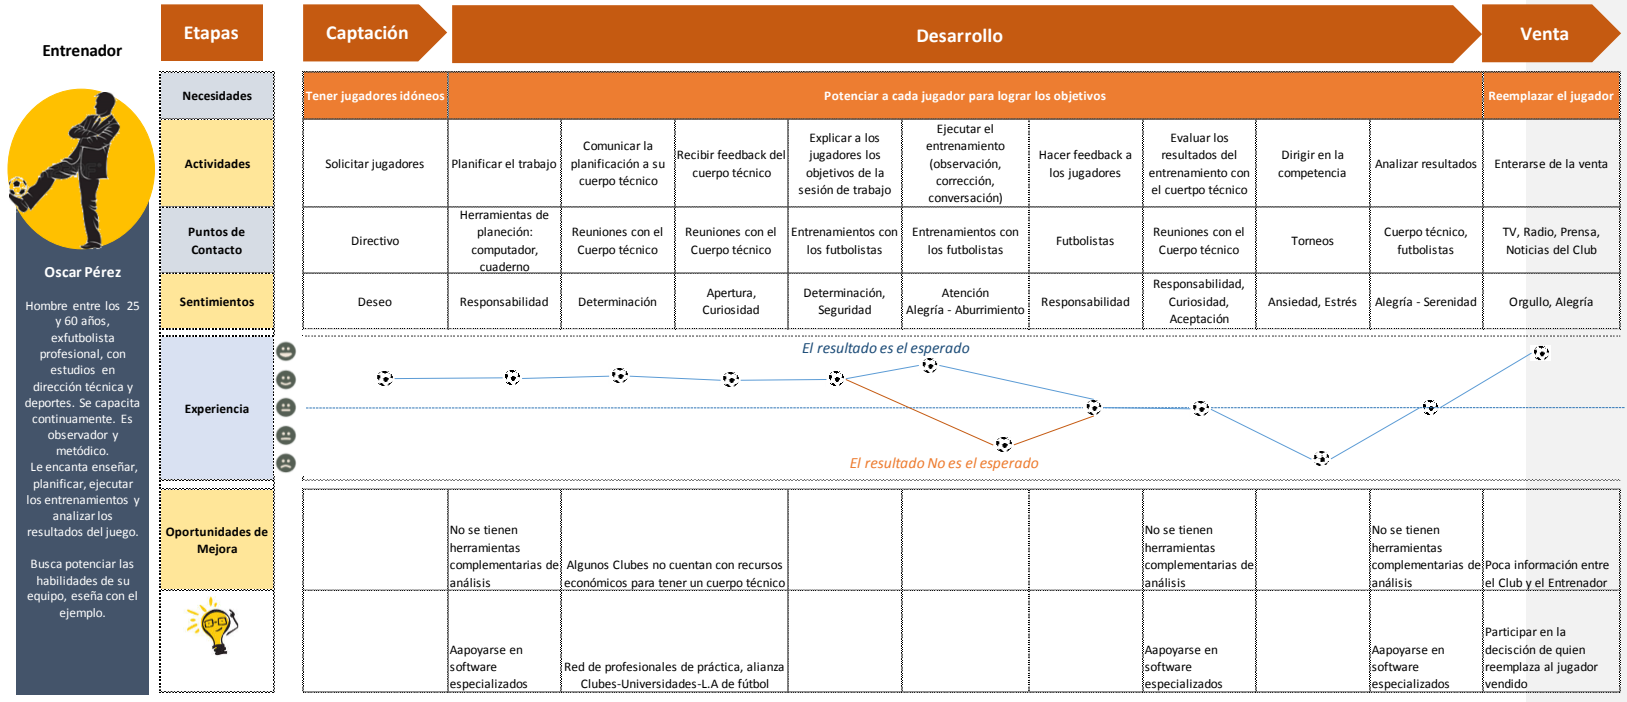 Entrenador
Oscar Pérez
Hombre entre los 25
y 60 años,
exfutbolista
profesional, con
estudios en
dirección técnica y
deportes. Se capacita
continuamente. Es
observador y
metódico.
Le encanta enseñar,
planificar, ejecutar
los entrenamientos y
analizar los
resultados del juego.
Busca potenciar las
habilidades de su
equipo, eseña con el
ejemplo.
Etapas
Captación
Desarrollo
Venta
Necesidades
Tener jugadores idóneos
Potenciar a cada jugador para lograr los objetivos
Reemplazar el jugador
Actividades
Solicitar jugadores
Planificar el trabajo
Comunicar la
planificación a su
cuerpo técnico
Recibir feedback del
cuerpo técnico
Explicar a los
jugadores los
objetivos de la
sesión de trabajo
Ejecutar el
entrenamiento
(observación,
corrección,
conversación)
Hacer feedback a
los jugadores
Evaluar los
resultados del
entrenamiento con
el cuertpo técnico
Dirigir en la
competencia
Analizar resultados
Enterarse de la venta
Puntos de
Contacto
Directivo
Herramientas de
planeción:
computador,
cuaderno
Reuniones con el
Cuerpo técnico
Reuniones con el
Cuerpo técnico
Entrenamientos con
los futbolistas
Entrenamientos con
los futbolistas
Futbolistas
Reuniones con el
Cuerpo técnico
Torneos
Cuerpo técnico,
futbolistas
TV, Radio, Prensa,
Noticias del Club
Sentimientos
Deseo
Responsabilidad
Determinación
Apertura,
Curiosidad
Determinación,
Seguridad
Atención
Alegría - Aburrimiento
Responsabilidad
Responsabilidad,
Curiosidad,
Aceptación
Ansiedad, Estrés
Alegría - Serenidad
Orgullo, Alegría
Experiencia
El resultado es el esperado
El resultado No es el esperado
Oportunidades de
Mejora
No se tienen
herramientas
complementarias de
análisis
Algunos Clubes no cuentan con recursos
económicos para tener un cuerpo técnico
No se tienen
herramientas
complementarias de
análisis
No se tienen
herramientas
complementarias de
análisis
Poca información entre
el Club y el Entrenador
Aapoyarse en
software
especializados
Red de profesionales de práctica, alianza
Clubes-Universidades-L.A de fútbol
Aapoyarse en
software
especializados
Aapoyarse en
software
especializados
Participar en la
decisción de quien
reemplaza al jugador
vendido